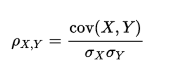 ρX,Y = cov(X, Y) / σXσY